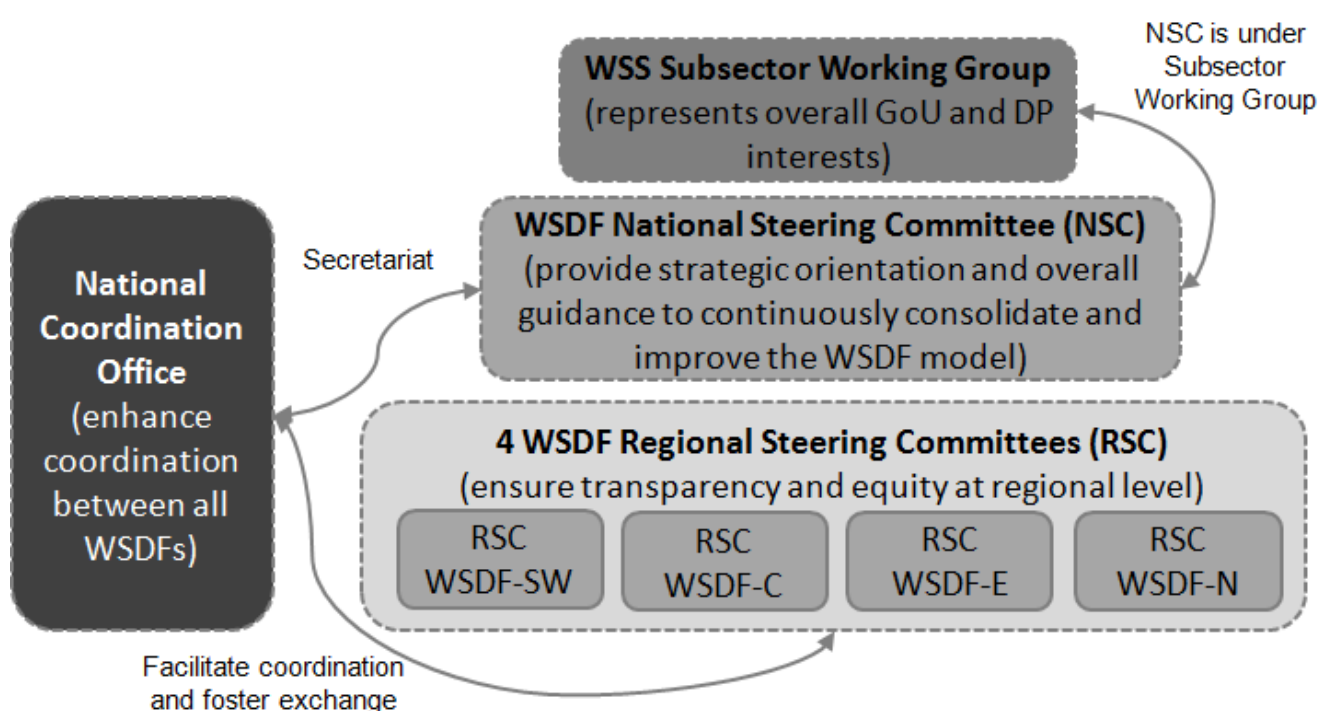 NSC is under
Subsector
Working Group
WSS Subsector Working Group
(represents overall GoU and DP
interests)
WSDF National Steering Committee (NSC)
(provide strategic orientation and overall
guidance to continuously consolidate and
improve the WSDF model)
Secretariat
National
Coordination
Office
(enhance
coordination
between all
WSDFs)
4 WSDF Regional Steering Committees (RSC)
(ensure transparency and equity at regional level)
RSC
WSDF-SW
RSC
WSDF-C
RSC
WSDF-E
RSC
WSDF-N
Facilitate coordination
and foster exchange